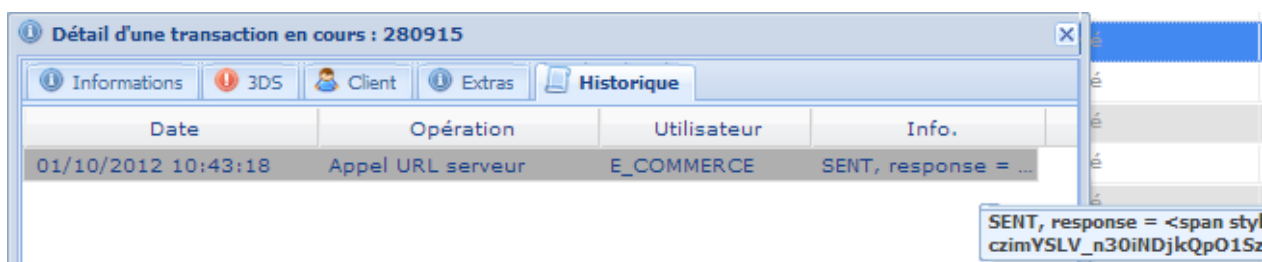 Détail d'une transaction en cours : 280915
Informations 3DS Client Extras Historique
Date Opération Utilisateur Info.
01/10/2012 10:43:18 Appel URL serveur E_COMMERCE SENT, response = ...
é
é
é
é
é
SENT, response = <span styl
czimYSLV_n30iNDjkQpO1Sz